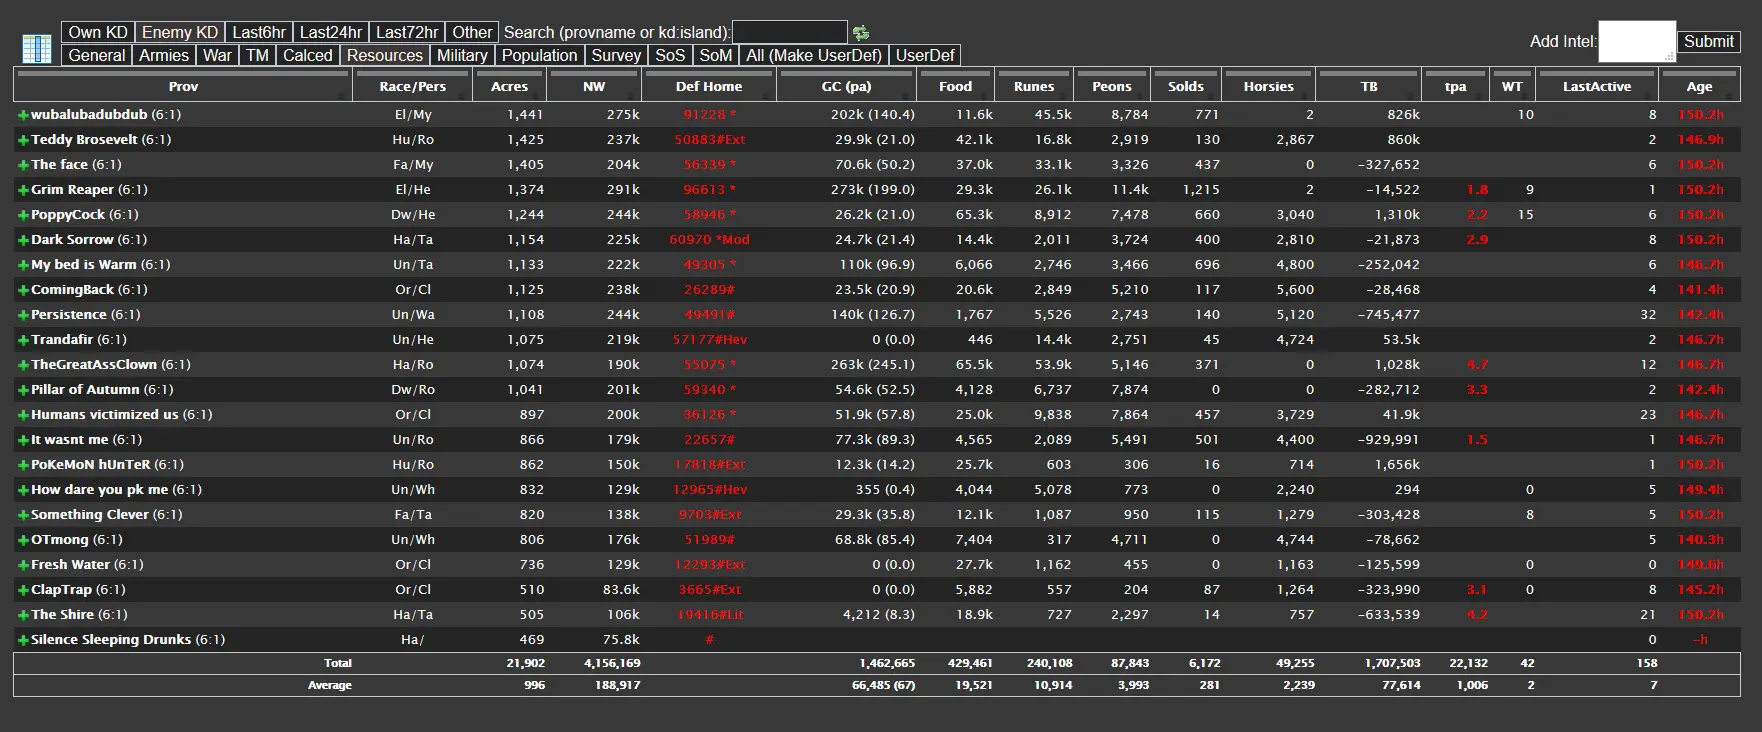 Own KD Enemy KD Last6hr Last24hr Last72hr Other Search (provname or kd:island):
General Armies War TM Calced Resources Military Population Survey SoS SoM All (Make UserDef) UserDef Add Intel: Submit
Prov Race/Pers Acres NW Def Home GC (pa) Food Runes Peons Solds Horsies TB tpa WT LastActive Age
wubalubadubdub (6:1) El/My 1,441 275k 91228 * 202k (140.4) 11.6k 45.5k 8,784 771 2 826k 10 8 150.2h
Teddy Brosevelt (6:1) Hu/Ro 1,425 237k 50883#Ext 29.9k (21.0) 42.1k 16.8k 2,919 130 2,867 860k 2 146.9h
The face (6:1) Fa/My 1,405 204k 56339 * 70.6k (50.2) 37.0k 33.1k 3,326 437 0 -327,652 6 150.2h
Grim Reaper (6:1) El/He 1,374 291k 96613 * 273k (199.0) 29.3k 26.1k 11.4k 1,215 2 -14,522 1.8 9 1 150.2h
PoppyCock (6:1) Dw/He 1,244 244k 58946 * 26.2k (21.0) 65.3k 8,912 7,478 660 3,040 1,310k 2.2 15 6 150.2h
Dark Sorrow (6:1) Ha/Ta 1,154 225k 60970 *Mod 24.7k (21.4) 14.4k 2,011 3,724 400 2,810 -21,873 2.9 8 150.2h
My bed is Warm (6:1) Un/Ta 1,133 222k 49305 * 110k (96.9) 6,066 2,746 3,466 696 4,800 -252,042 6 146.7h
ComingBack (6:1) Or/Cl 1,125 238k 26289# 23.5k (20.9) 20.6k 2,849 5,210 117 5,600 -28,468 4 141.4h
Persistence (6:1) Un/Wa 1,108 244k 49491# 140k (126.7) 1,767 5,526 2,743 140 5,120 -745,477 32 142.4h
Trandafir (6:1) Un/He 1,075 219k 57177#Hev 0 (0.0) 446 14.4k 2,751 45 4,724 53.5k 2 146.7h
TheGreatAssClown (6:1) Ha/Ro 1,074 190k 55075 * 263k (245.1) 65.5k 53.9k 5,146 371 0 1,028k 4.7 12 146.7h
Pillar of Autumn (6:1) Dw/Ro 1,041 201k 59340 * 54.6k (52.5) 4,128 6,737 7,874 0 0 -282,712 3.3 2 142.4h
Humans victimized us (6:1) Or/Cl 897 200k 36126 * 51.9k (57.8) 25.0k 9,838 7,864 457 3,729 41.9k 23 146.7h
It wasnt me (6:1) Un/Ro 866 179k 22657# 77.3k (89.3) 4,565 2,089 5,491 501 4,400 -929,991 1.5 1 146.7h
PoKeMoN hUnTeR (6:1) Hu/Ro 862 150k 17818#Ext 12.3k (14.2) 25.7k 603 306 16 714 1,656k 1 150.2h
How dare you pk me (6:1) Un/Wh 832 129k 12965#Hev 355 (0.4) 4,044 5,078 773 0 2,240 294 0 5 149.4h
Something Clever (6:1) Fa/Ta 820 138k 9703#Ext 29.3k (35.8) 12.1k 1,087 950 115 1,279 -303,428 8 5 150.2h
OTmong (6:1) Un/Wh 806 176k 51989# 68.8k (85.4) 7,404 317 4,711 0 4,744 -78,662 5 140.3h
Fresh Water (6:1) Or/Cl 736 129k 12293#Ext 0 (0.0) 27.7k 1,162 455 0 1,163 -125,599 0 0 149.6h
ClapTrap (6:1) Or/Cl 510 83.6k 3665#Ext 0 (0.0) 5,882 557 204 87 1,264 -323,990 3.1 0 8 145.2h
The Shire (6:1) Ha/Ta 505 106k 19416#Lit 4,212 (8.3) 18.9k 727 2,297 14 757 -633,539 4.2 21 150.2h
Silence Sleeping Drunks (6:1) Ha/ 469 75.8k # 0 -h
Total 21,902 4,156,169 1,462,665 429,461 240,108 87,843 6,172 49,255 1,707,503 22,132 42 158
Average 996 188,917 66,485 (67) 19,521 10,914 3,993 281 2,239 77,614 1,006 2 7